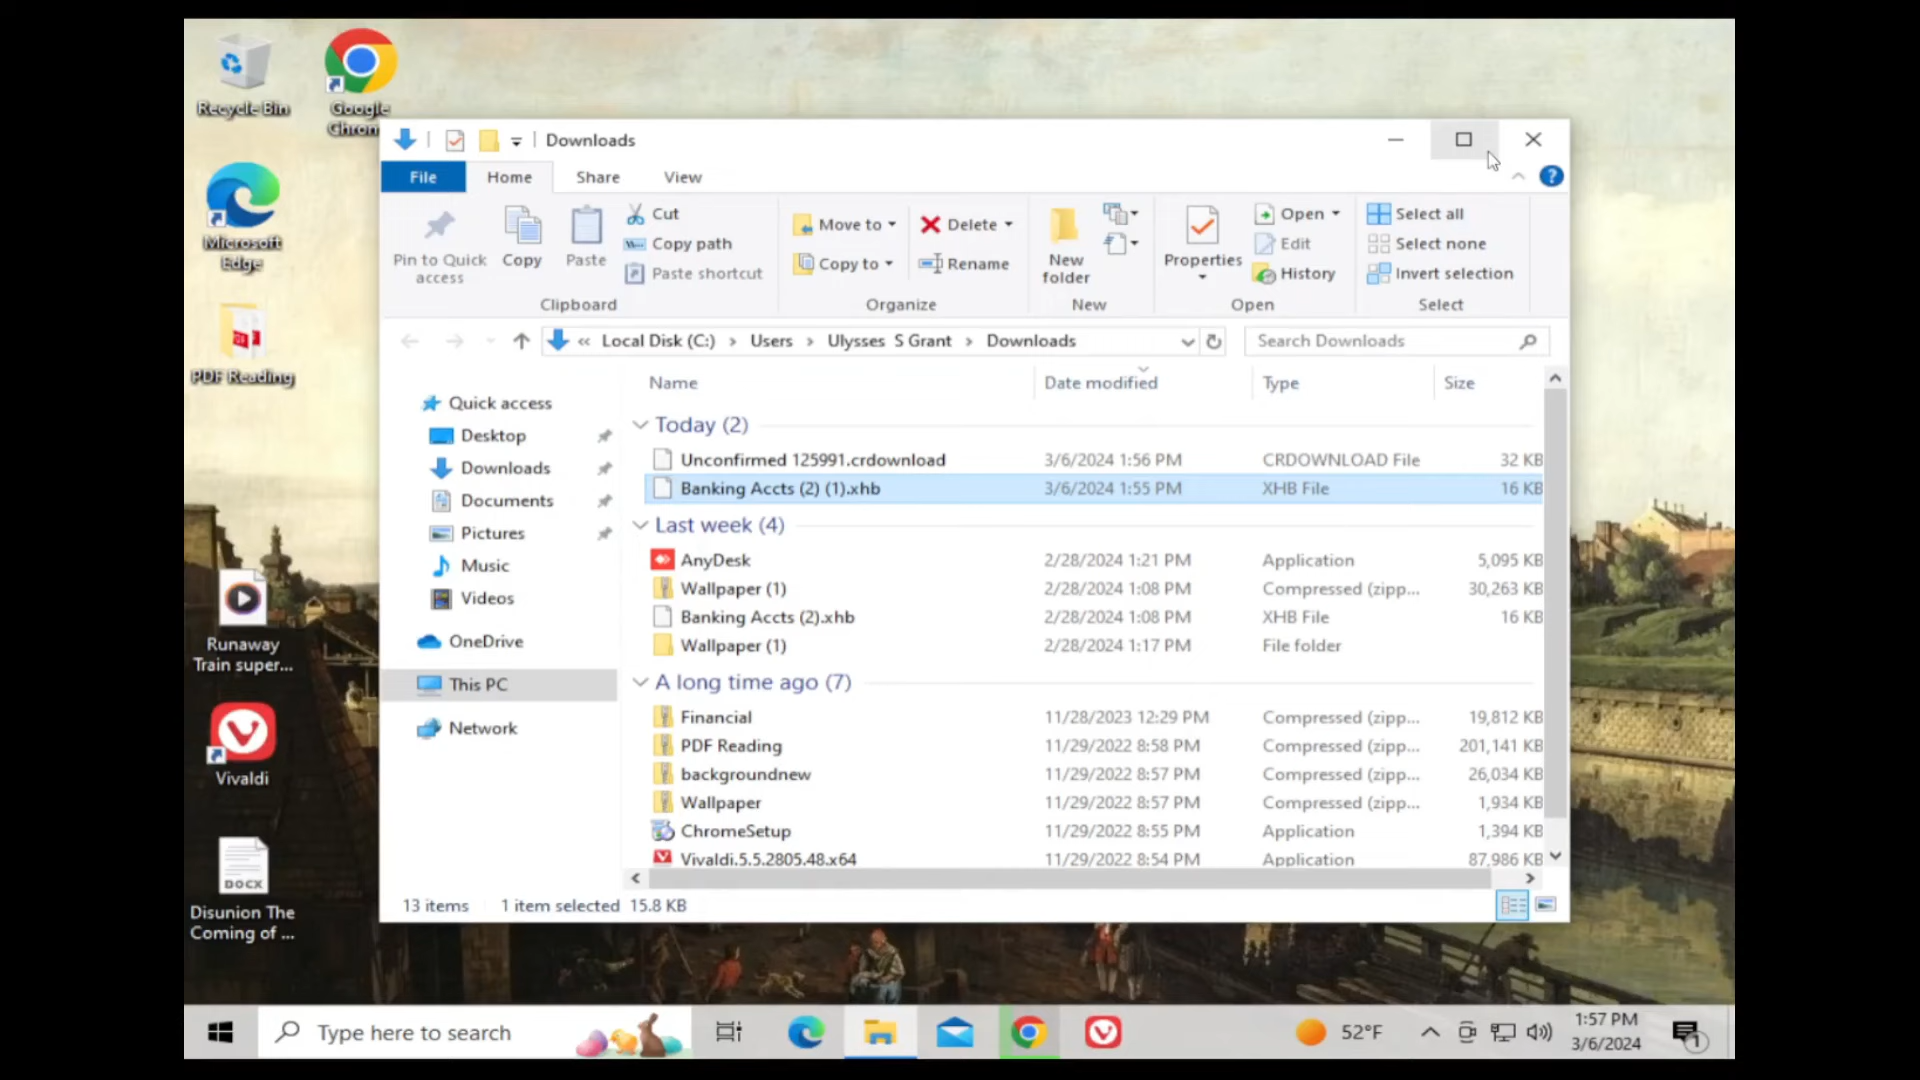 Recycle Bin
Google
Chrom
Microsoft
Edge
PDF Reading
Runaway
Train super...
Vivaldi
DOCX
Disunion The
Coming of ...
Downloads
File
Home
Share
View
Pin to Quick
access
Copy
Paste
Cut
Copy path
Paste shortcut
Clipboard
Move to
Copy to
Delete
Rename
Organize
New
folder
New
Properties
Open
Edit
History
Open
Select all
Select none
Invert selection
Select
« Local Disk (C:) > Users > Ulysses S Grant > Downloads
Search Downloads
Quick access
Desktop
Downloads
Documents
Pictures
Music
Videos
OneDrive
This PC
Network
Name Date modified Type Size
Today (2)
Unconfirmed 125991.crdownload 3/6/2024 1:56 PM CRDOWNLOAD File 32 KB
Banking Accts (2) (1).xhb 3/6/2024 1:55 PM XHB File 16 KB
Last week (4)
AnyDesk 2/28/2024 1:21 PM Application 5,095 KB
Wallpaper (1) 2/28/2024 1:08 PM Compressed (zipp... 30,263 KB
Banking Accts (2).xhb 2/28/2024 1:08 PM XHB File 16 KB
Wallpaper (1) 2/28/2024 1:17 PM File folder
A long time ago (7)
Financial 11/28/2023 12:29 PM Compressed (zipp... 19,812 KB
PDF Reading 11/29/2022 8:58 PM Compressed (zipp... 201,141 KB
backgroundnew 11/29/2022 8:57 PM Compressed (zipp... 26,034 KB
Wallpaper 11/29/2022 8:57 PM Compressed (zipp... 1,934 KB
ChromeSetup 11/29/2022 8:55 PM Application 1,394 KB
Vivaldi.5.5.2805.48.x64 11/29/2022 8:54 PM Application 87,986 KB
13 items 1 item selected 15.8 KB
Type here to search
52°F
1:57 PM
3/6/2024
1